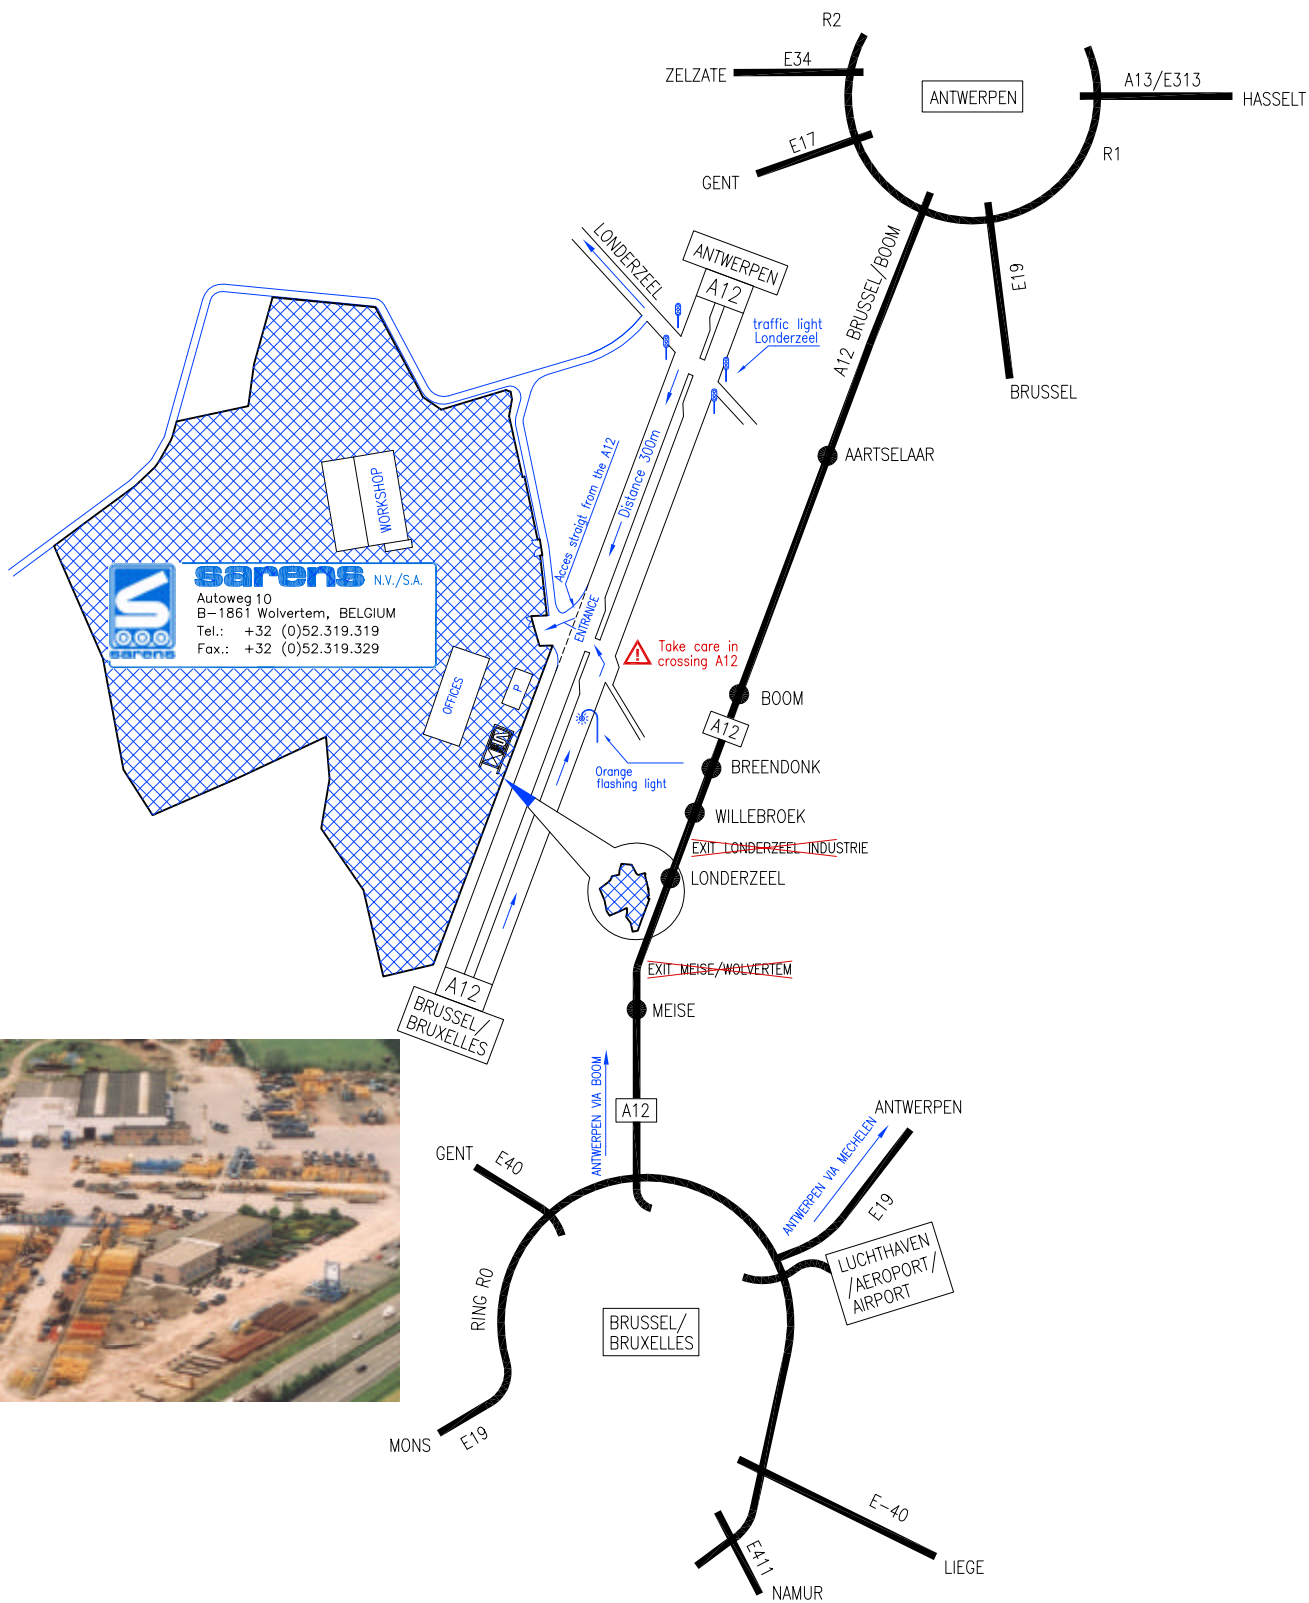 R2
E34
ZELZATE
ANTWERPEN
A13/E313
HASSELT
E17
GENT
R1
A12 BRUSSEL/BOOM
E19
BRUSSEL
LONDERZEEL
ANTWERPEN
A12
traffic light
Londerzeel
Acces straigt from the A12
Distance 300m
AARTSELAAR
WORKSHOP
sarens N.V./S.A.
Autoweg 10
B-1861 Wolvertem, BELGIUM
Tel.: +32 (0)52.319.319
Fax.: +32 (0)52.319.329
sarens
ENTRANCE
Take care in
crossing A12
OFFICES
P
BOOM
A12
BREENDONK
Orange
flashing light
WILLEBROEK
EXIT LONDERZEEL INDUSTRIE
LONDERZEEL
EXIT MEISE/WOLVERTEM
A12
BRUSSEL/
BRUXELLES
MEISE
ANTWERPEN VIA BOOM
A12
ANTWERPEN
ANTWERPEN VIA MECHELEN
E19
GENT
E40
LUCHTHAVEN
/AEROPORT/
AIRPORT
RING R0
BRUSSEL/
BRUXELLES
MONS
E19
E-40
LIEGE
E411
NAMUR